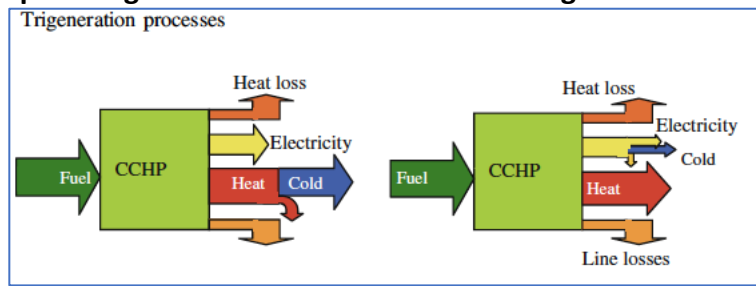 Trigeneration processes
Heat loss
Electricity
Fuel
CCHP
Heat
Cold
Heat loss
Electricity
Cold
Fuel
CCHP
Heat
Line losses